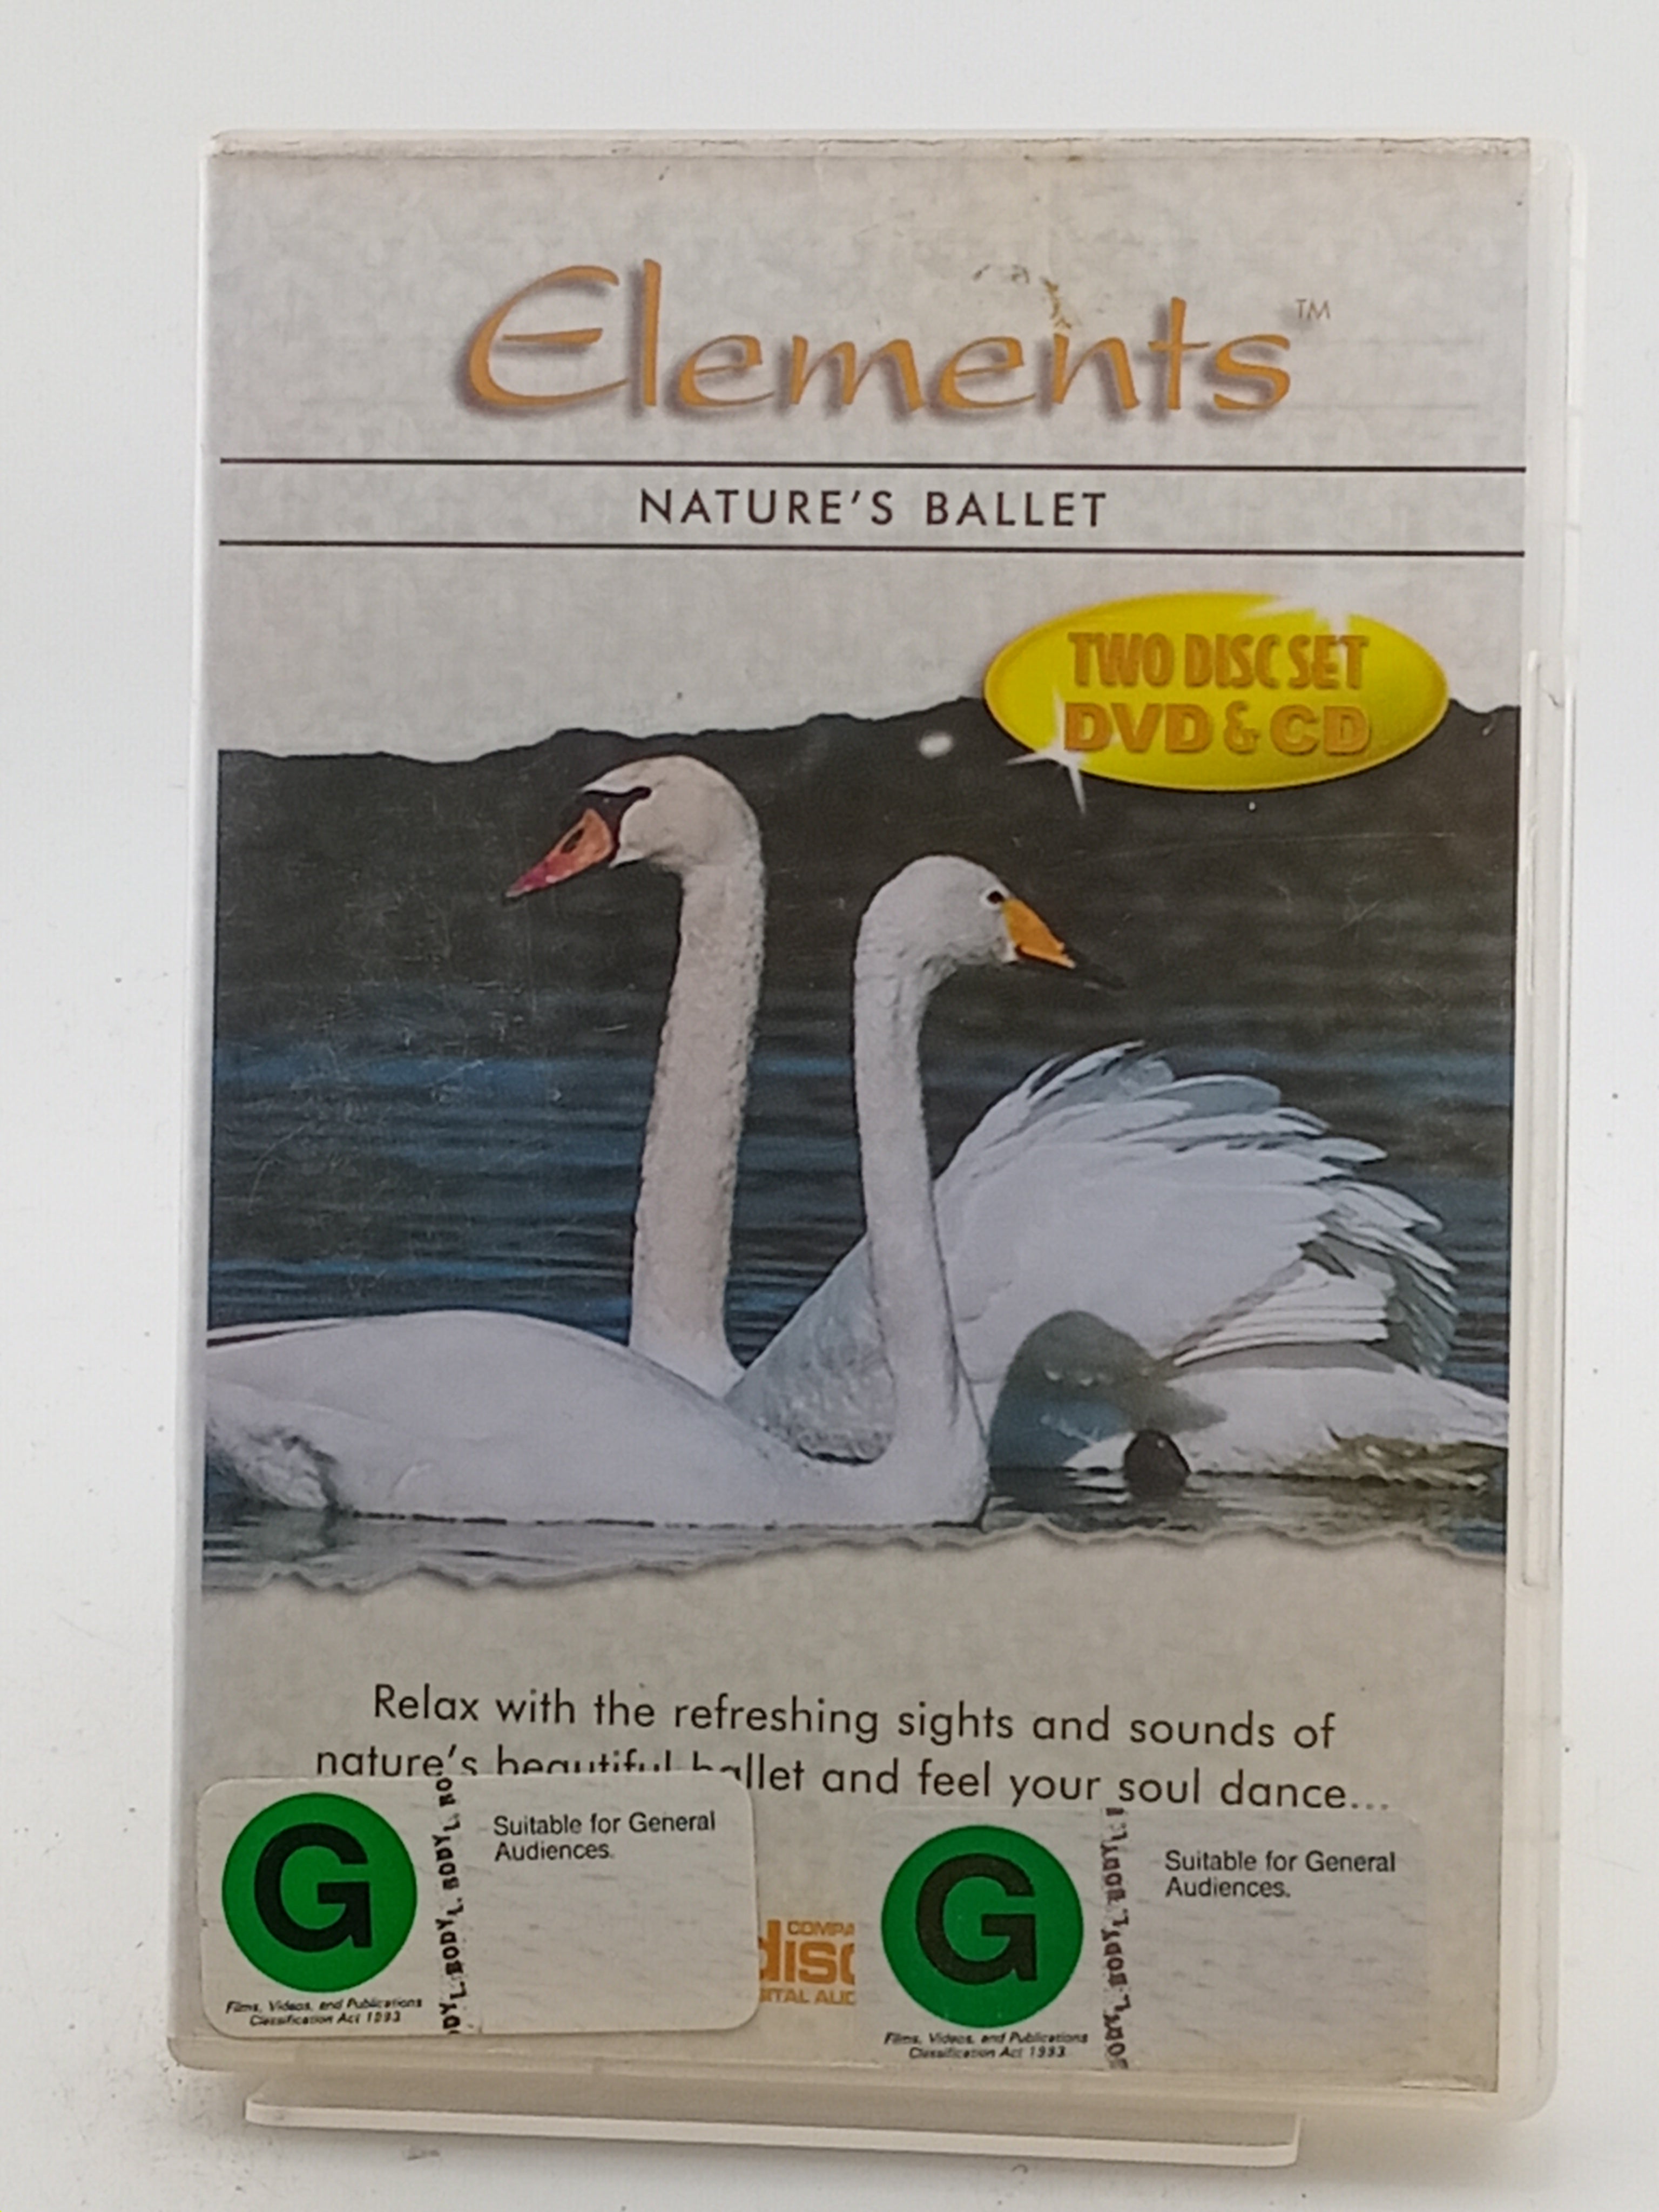 Elements™
NATURE'S BALLET
TWO DISC SET
DVD & CD
Relax with the refreshing sights and sounds of
nature's beautiful ballet and feel your soul dance...
G
Suitable for General
Audiences.
Films, Videos, and Publications
Classification Act 1993
BODY
G
Suitable for General
Audiences.
Films, Videos, and Publications
Classification Act 1993